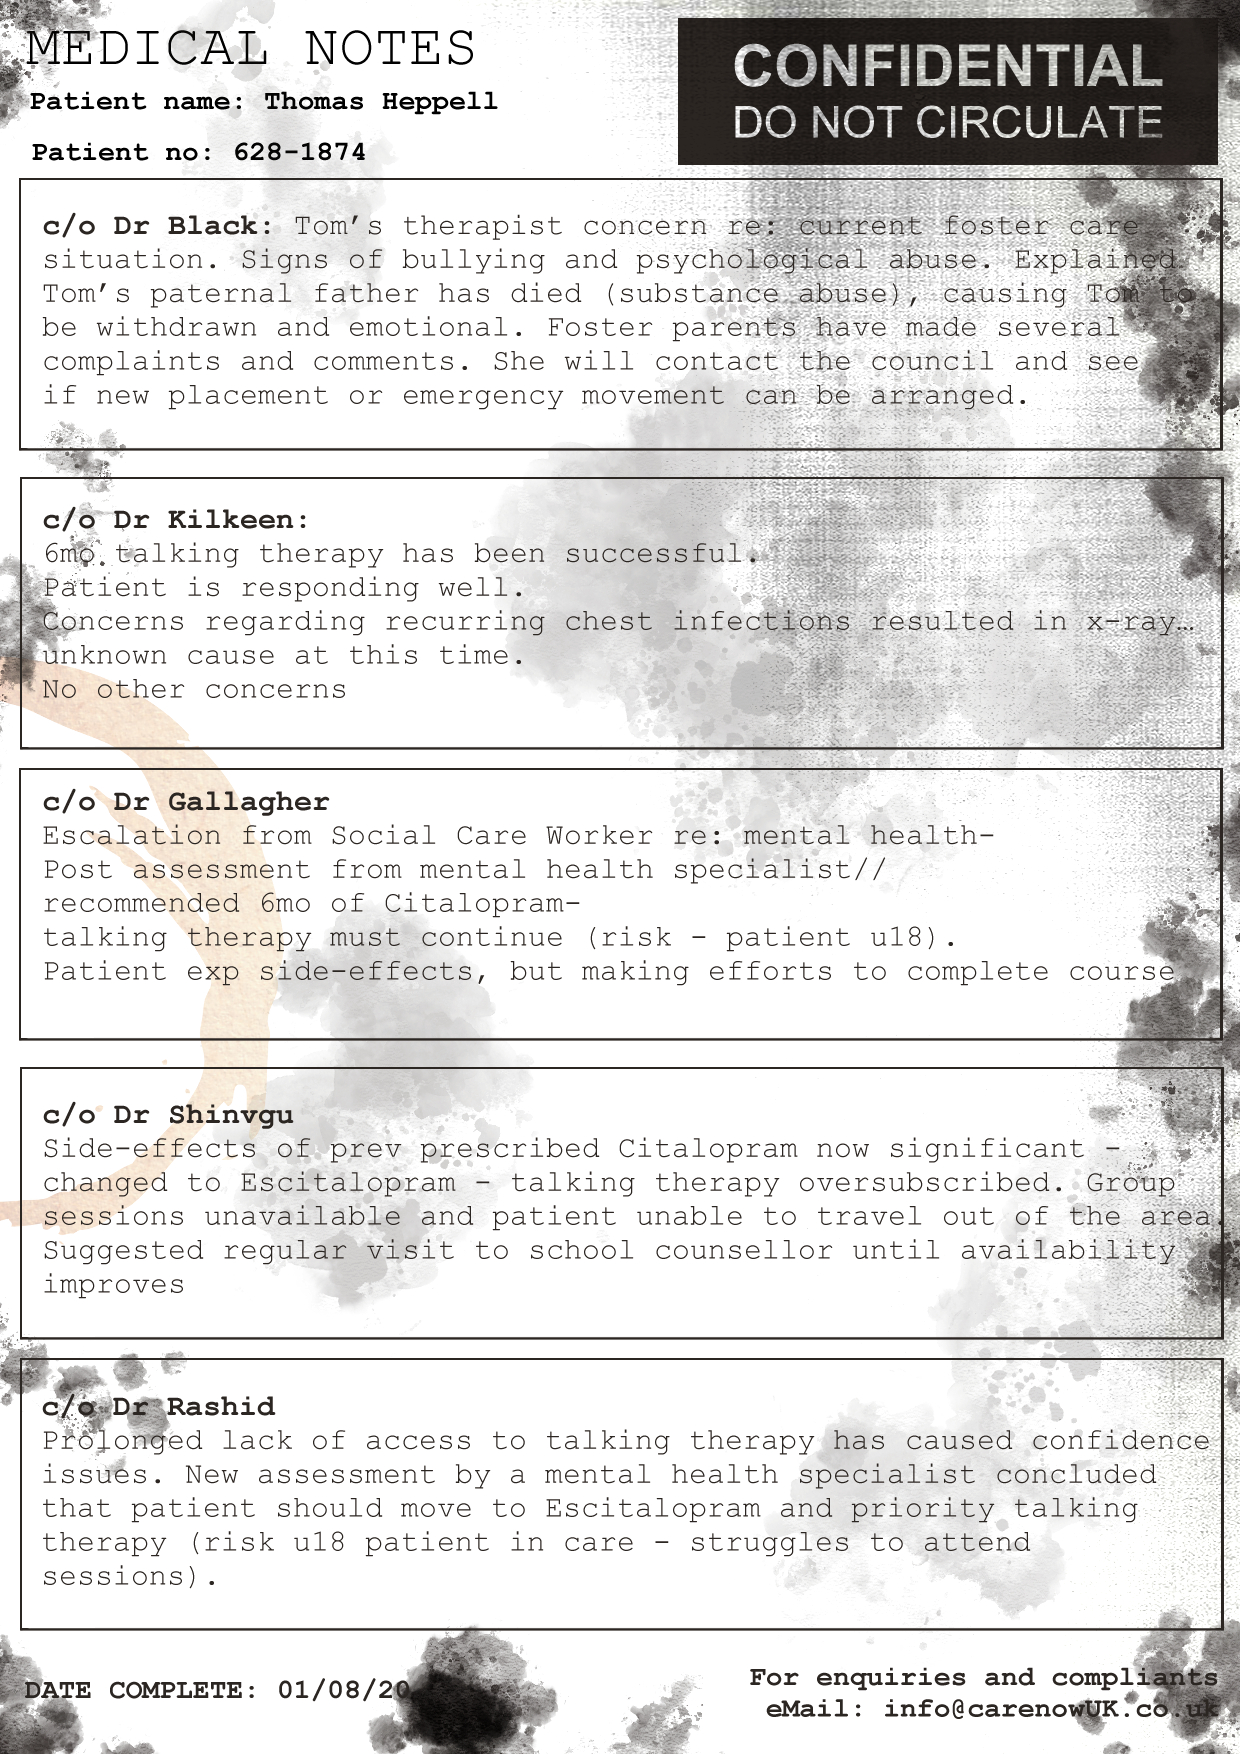 MEDICAL NOTES
CONFIDENTIAL
DO NOT CIRCULATE
Patient name: Thomas Heppell
Patient no: 628-1874
c/o Dr Black: Tom’s therapist concern re: current foster care
situation. Signs of bullying and psychological abuse. Explained
Tom’s paternal father has died (substance abuse), causing Tom to
be withdrawn and emotional. Foster parents have made several
complaints and comments. She will contact the council and see
if new placement or emergency movement can be arranged.
c/o Dr Kilkeen:
6mo talking therapy has been successful.
Patient is responding well.
Concerns regarding recurring chest infections resulted in x-ray…
unknown cause at this time.
No other concerns
c/o Dr Gallagher
Escalation from Social Care Worker re: mental health-
Post assessment from mental health specialist//
recommended 6mo of Citalopram-
talking therapy must continue (risk - patient u18).
Patient exp side-effects, but making efforts to complete course
c/o Dr Shinvgu
Side-effects of prev prescribed Citalopram now significant -
changed to Escitalopram - talking therapy oversubscribed. Group
sessions unavailable and patient unable to travel out of the area.
Suggested regular visit to school counsellor until availability
improves
c/o Dr Rashid
Prolonged lack of access to talking therapy has caused confidence
issues. New assessment by a mental health specialist concluded
that patient should move to Escitalopram and priority talking
therapy (risk u18 patient in care - struggles to attend
sessions).
DATE COMPLETE: 01/08/20
For enquiries and compliants
eMail: info@carenowUK.co.uk